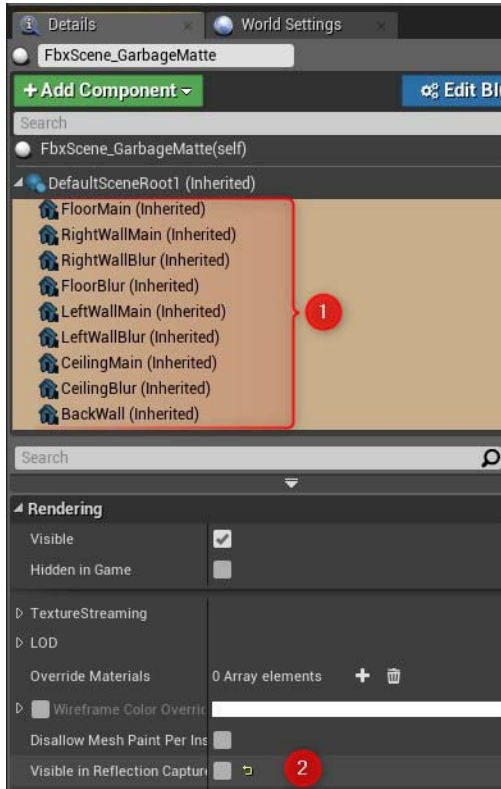 Details
World Settings
FbxScene_GarbageMatte
+Add Component
Edit Bl
Search
FbxScene_GarbageMatte(self)
DefaultSceneRoot1 (Inherited)
FloorMain (Inherited)
RightWallMain (Inherited)
RightWallBlur (Inherited)
FloorBlur (Inherited)
LeftWallMain (Inherited)
1
LeftWallBlur (Inherited)
CeilingMain (Inherited)
CeilingBlur (Inherited)
BackWall (Inherited)
Search
Rendering
Visible
Hidden in Game
TextureStreaming
LOD
Override Materials
0 Array elements
Wireframe Color Overric
Disallow Mesh Paint Per Ins
Visible in Reflection Capture
2